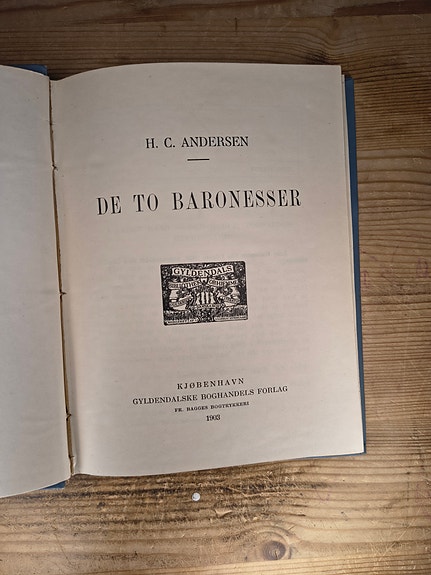 H. C. ANDERSEN
DE TO BARONESSER
GYLDENDALS
KJØBENHAVN
GYLDENDALSKE BOGHANDELS FORLAG
FR. BAGGES BOGTRYKKERI
1903